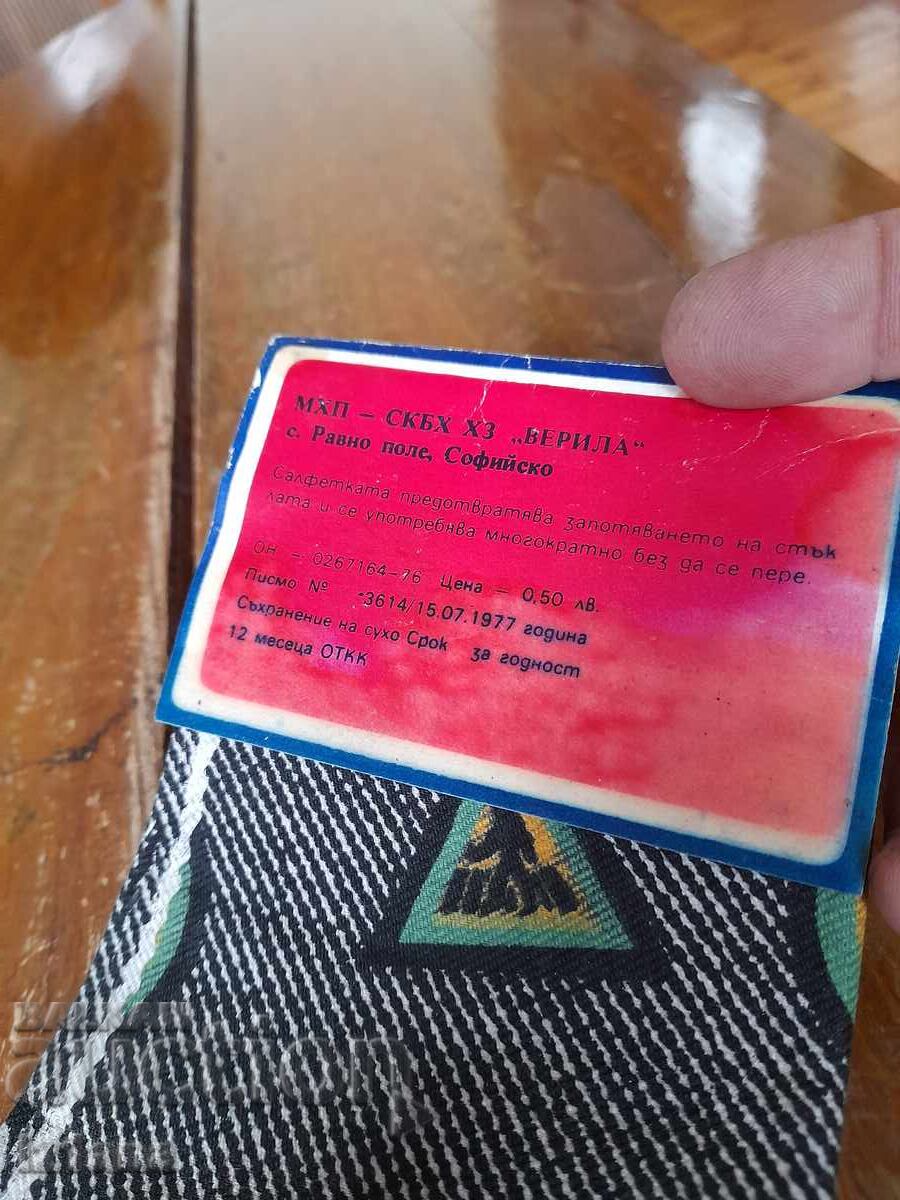 МХП – СКБХ ХЗ „ВЕРИЛА“
с. Равно поле, Софийско
Салфетката предотвратява запотяването на стък
лата и се употребява многократно без да се пере.
ОН – 0267164-76 Цена = 0,50 лв.
Писмо № -3614/15.07.1977 година
Съхранение на сухо Срок за годност
12 месеца ОТКК
аукцион